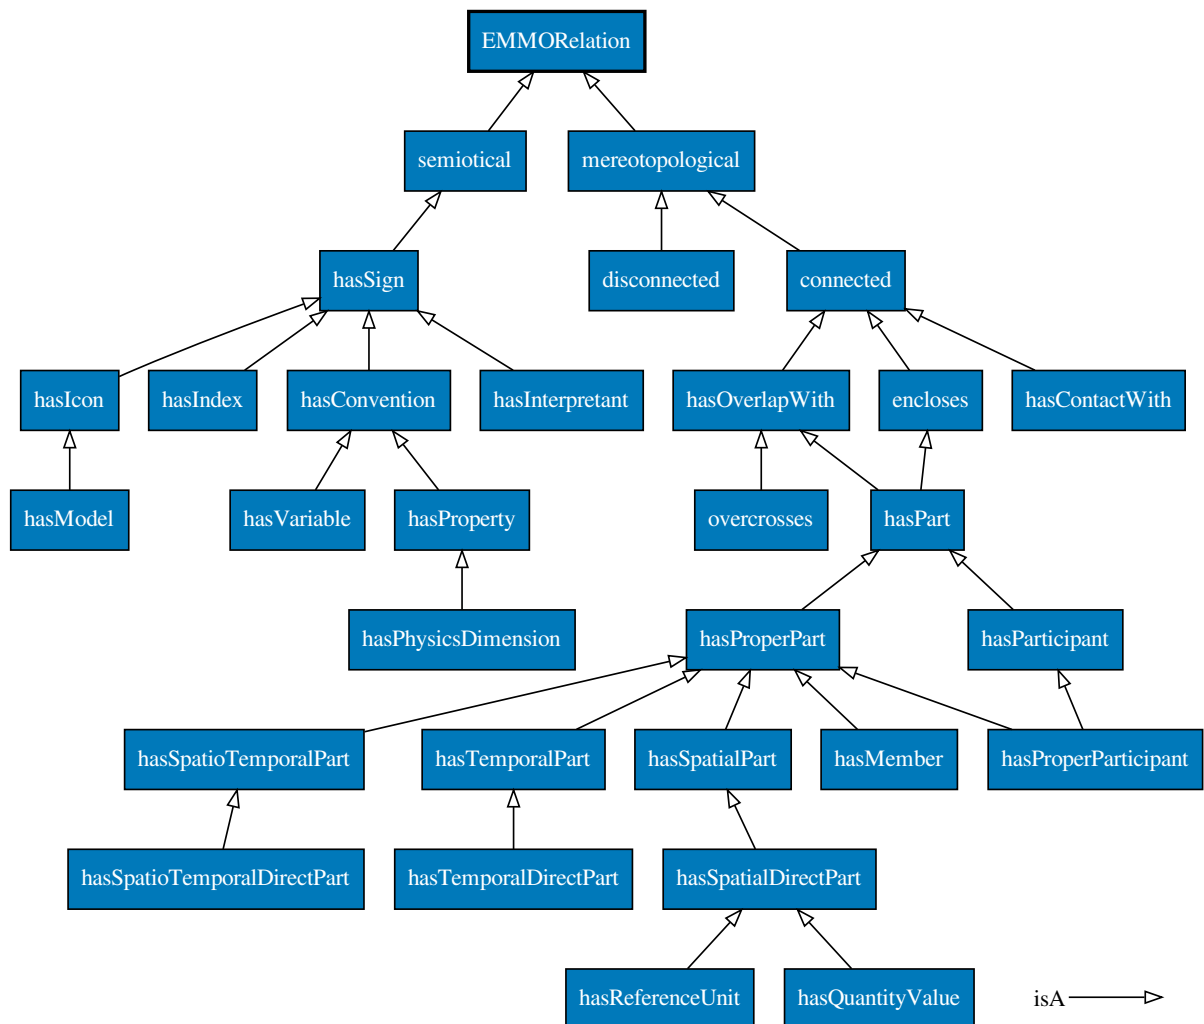 EMMORelation
semiotical
mereotopological
hasSign
disconnected
connected
hasIcon
hasIndex
hasConvention
hasInterpretant
hasOverlapWith
encloses
hasContactWith
hasModel
hasVariable
hasProperty
overcrosses
hasPart
hasPhysicsDimension
hasProperPart
hasParticipant
hasSpatioTemporalPart
hasTemporalPart
hasSpatialPart
hasMember
hasProperParticipant
hasSpatioTemporalDirectPart
hasTemporalDirectPart
hasSpatialDirectPart
hasReferenceUnit
hasQuantityValue
isA